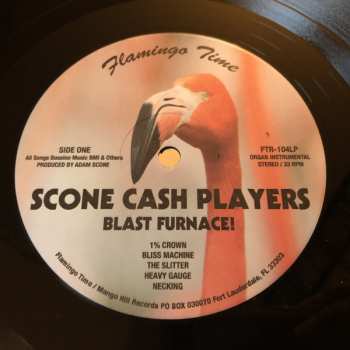 Flamingo Time
SIDE ONE
All Songs Session Music BMI & Others
PRODUCED BY ADAM SCONE
FTR-104LP
ORGAN INSTRUMENTAL
STEREO / 33 RPM
SCONE CASH PLAYERS
BLAST FURNACE!
1% CROWN
BLISS MACHINE
THE SLITTER
HEAVY GAUGE
NECKING
Flamingo Time / Mango Hill Records PO BOX 030070 Fort Lauderdale, FL 33303